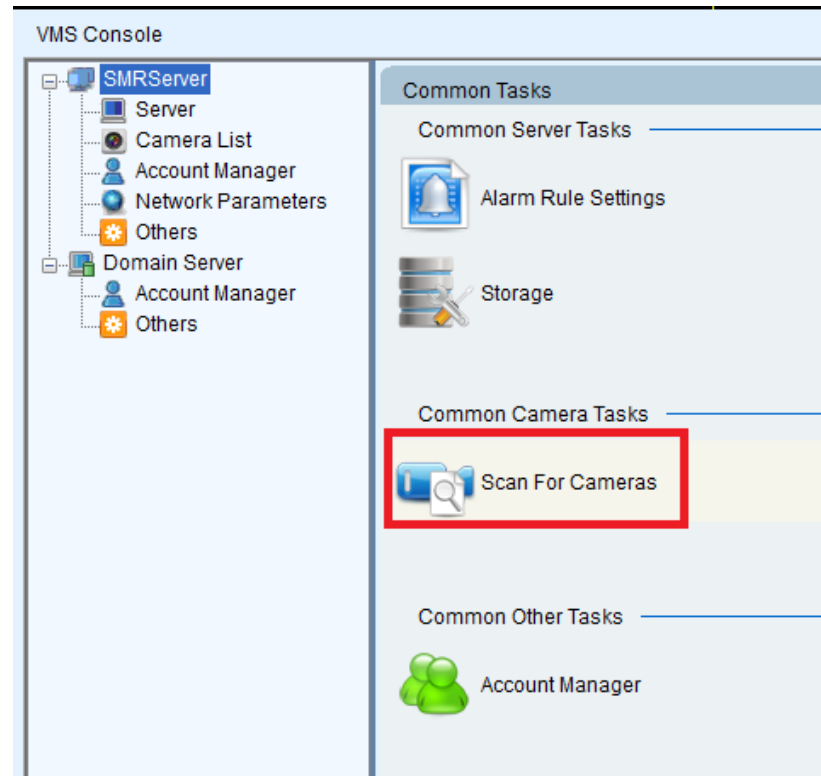 VMS Console
SMRServer
Server
Camera List
Account Manager
Network Parameters
Others
Domain Server
Account Manager
Others
Common Tasks
Common Server Tasks
Alarm Rule Settings
Storage
Common Camera Tasks
Scan For Cameras
Common Other Tasks
Account Manager